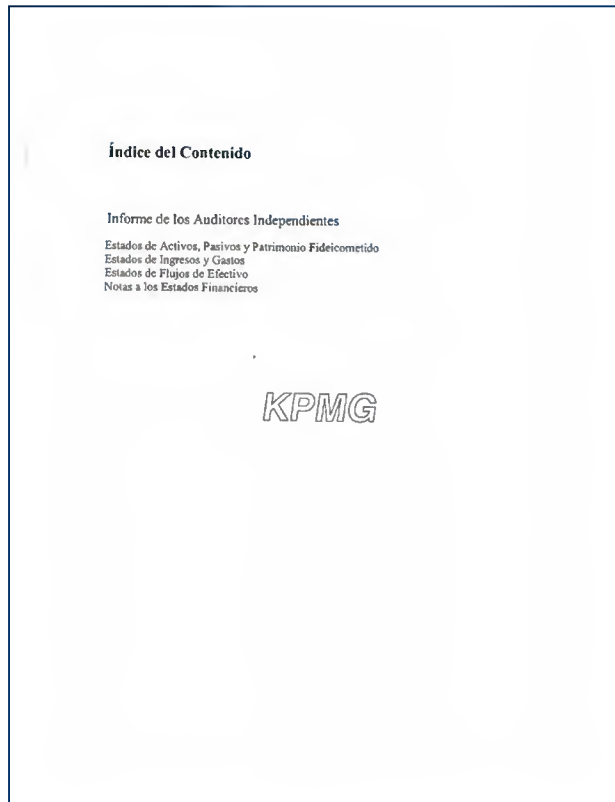 Índice del Contenido
Informe de los Auditores Independientes
Estados de Activos, Pasivos y Patrimonio Fideicometido
Estados de Ingresos y Gastos
Estados de Flujos de Efectivo
Notas a los Estados Financieros
KPMG